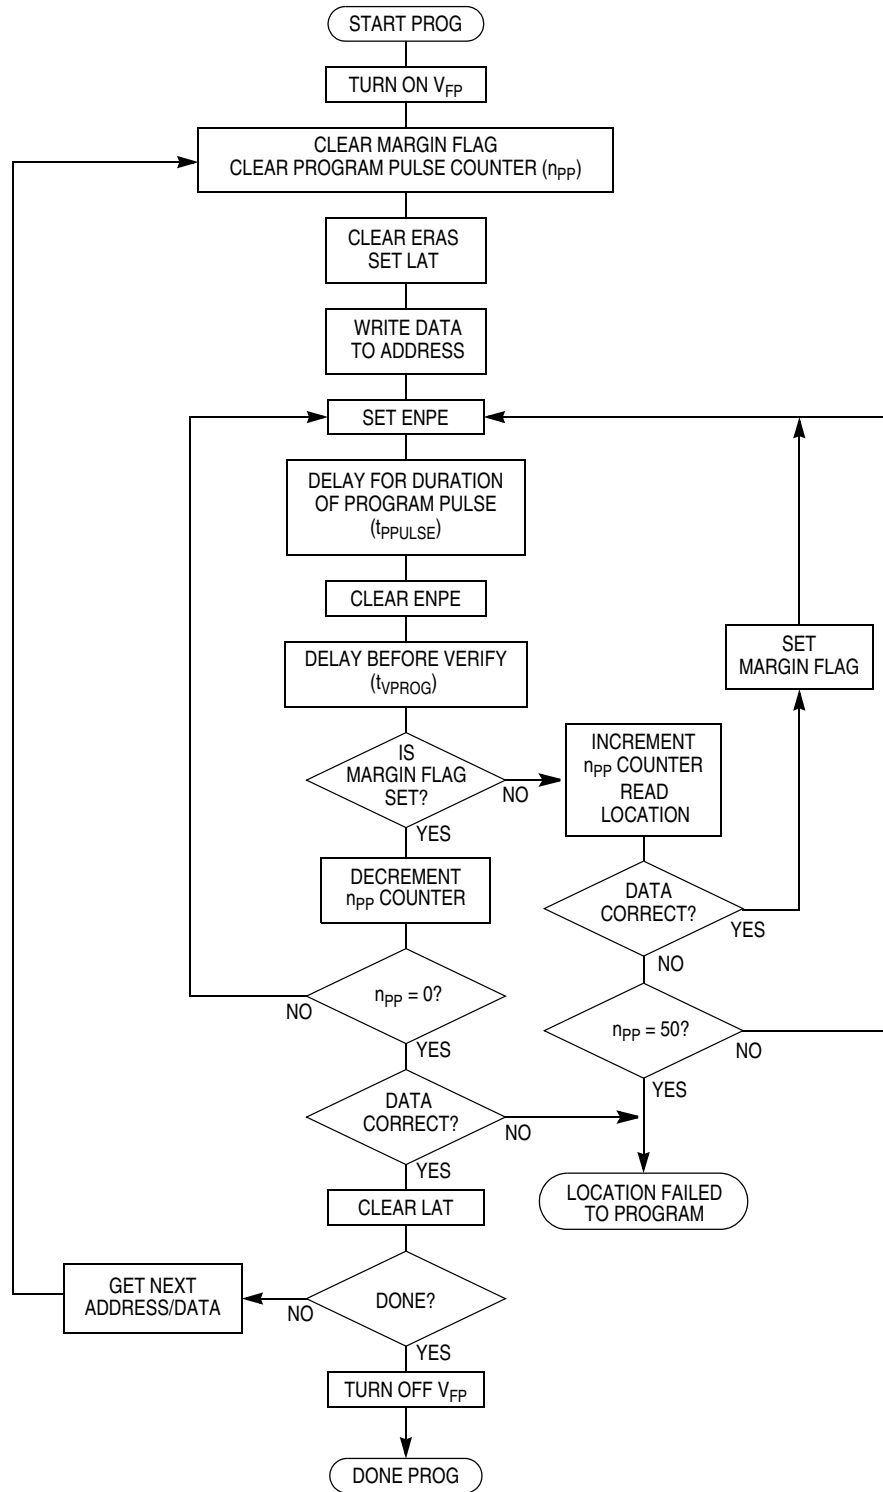 START PROG
TURN ON VFP
CLEAR MARGIN FLAG
CLEAR PROGRAM PULSE COUNTER (nPP)
CLEAR ERAS
SET LAT
WRITE DATA
TO ADDRESS
SET ENPE
DELAY FOR DURATION
OF PROGRAM PULSE
(tPPULSE)
CLEAR ENPE
DELAY BEFORE VERIFY
(tVPROG)
SET
MARGIN FLAG
IS
MARGIN FLAG
SET?
NO
YES
INCREMENT
nPP COUNTER
READ
LOCATION
DECREMENT
nPP COUNTER
DATA
CORRECT?
YES
NO
nPP = 0?
NO
YES
nPP = 50?
NO
YES
DATA
CORRECT?
NO
YES
LOCATION FAILED
TO PROGRAM
CLEAR LAT
GET NEXT
ADDRESS/DATA
NO
DONE?
YES
TURN OFF VFP
DONE PROG